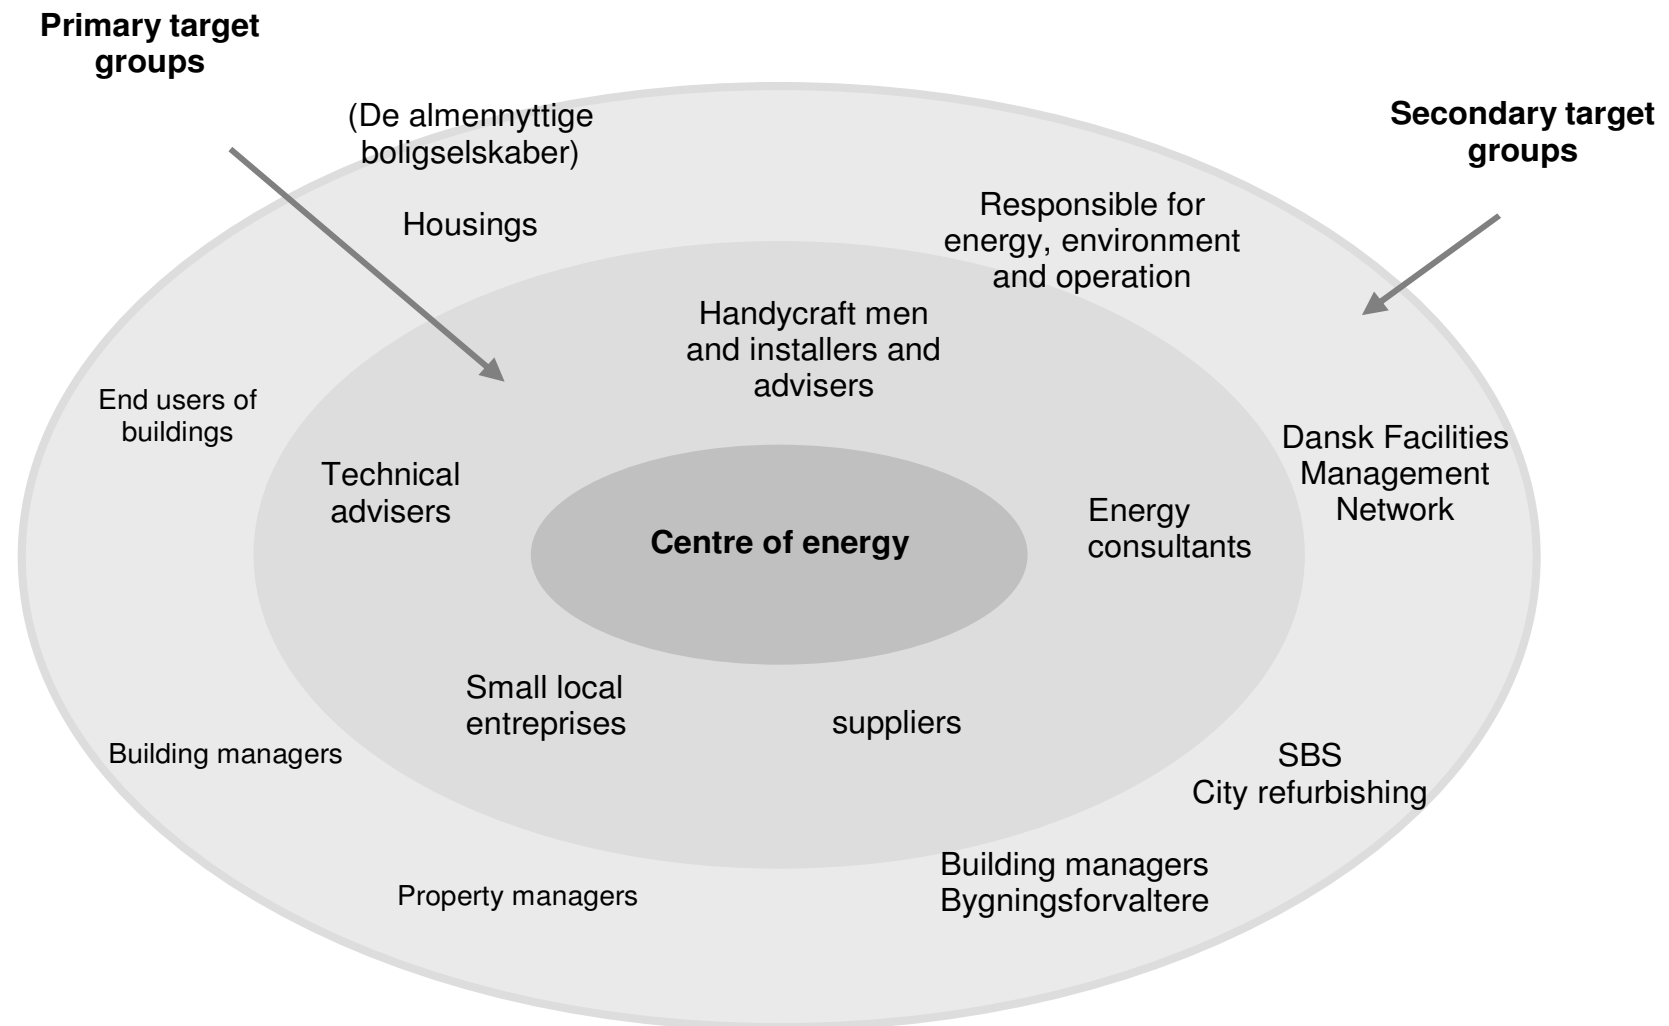 Primary target
groups
(De almennyttige
boligselskaber)
Secondary target
groups
Housings
Responsible for
energy, environment
and operation
Handycraft men
and installers and
advisers
End users of
buildings
Dansk Facilities
Management
Network
Technical
advisers
Energy
consultants
Centre of energy
Small local
entreprises
suppliers
Building managers
SBS
City refurbishing
Property managers
Building managers
Bygningsforvaltere